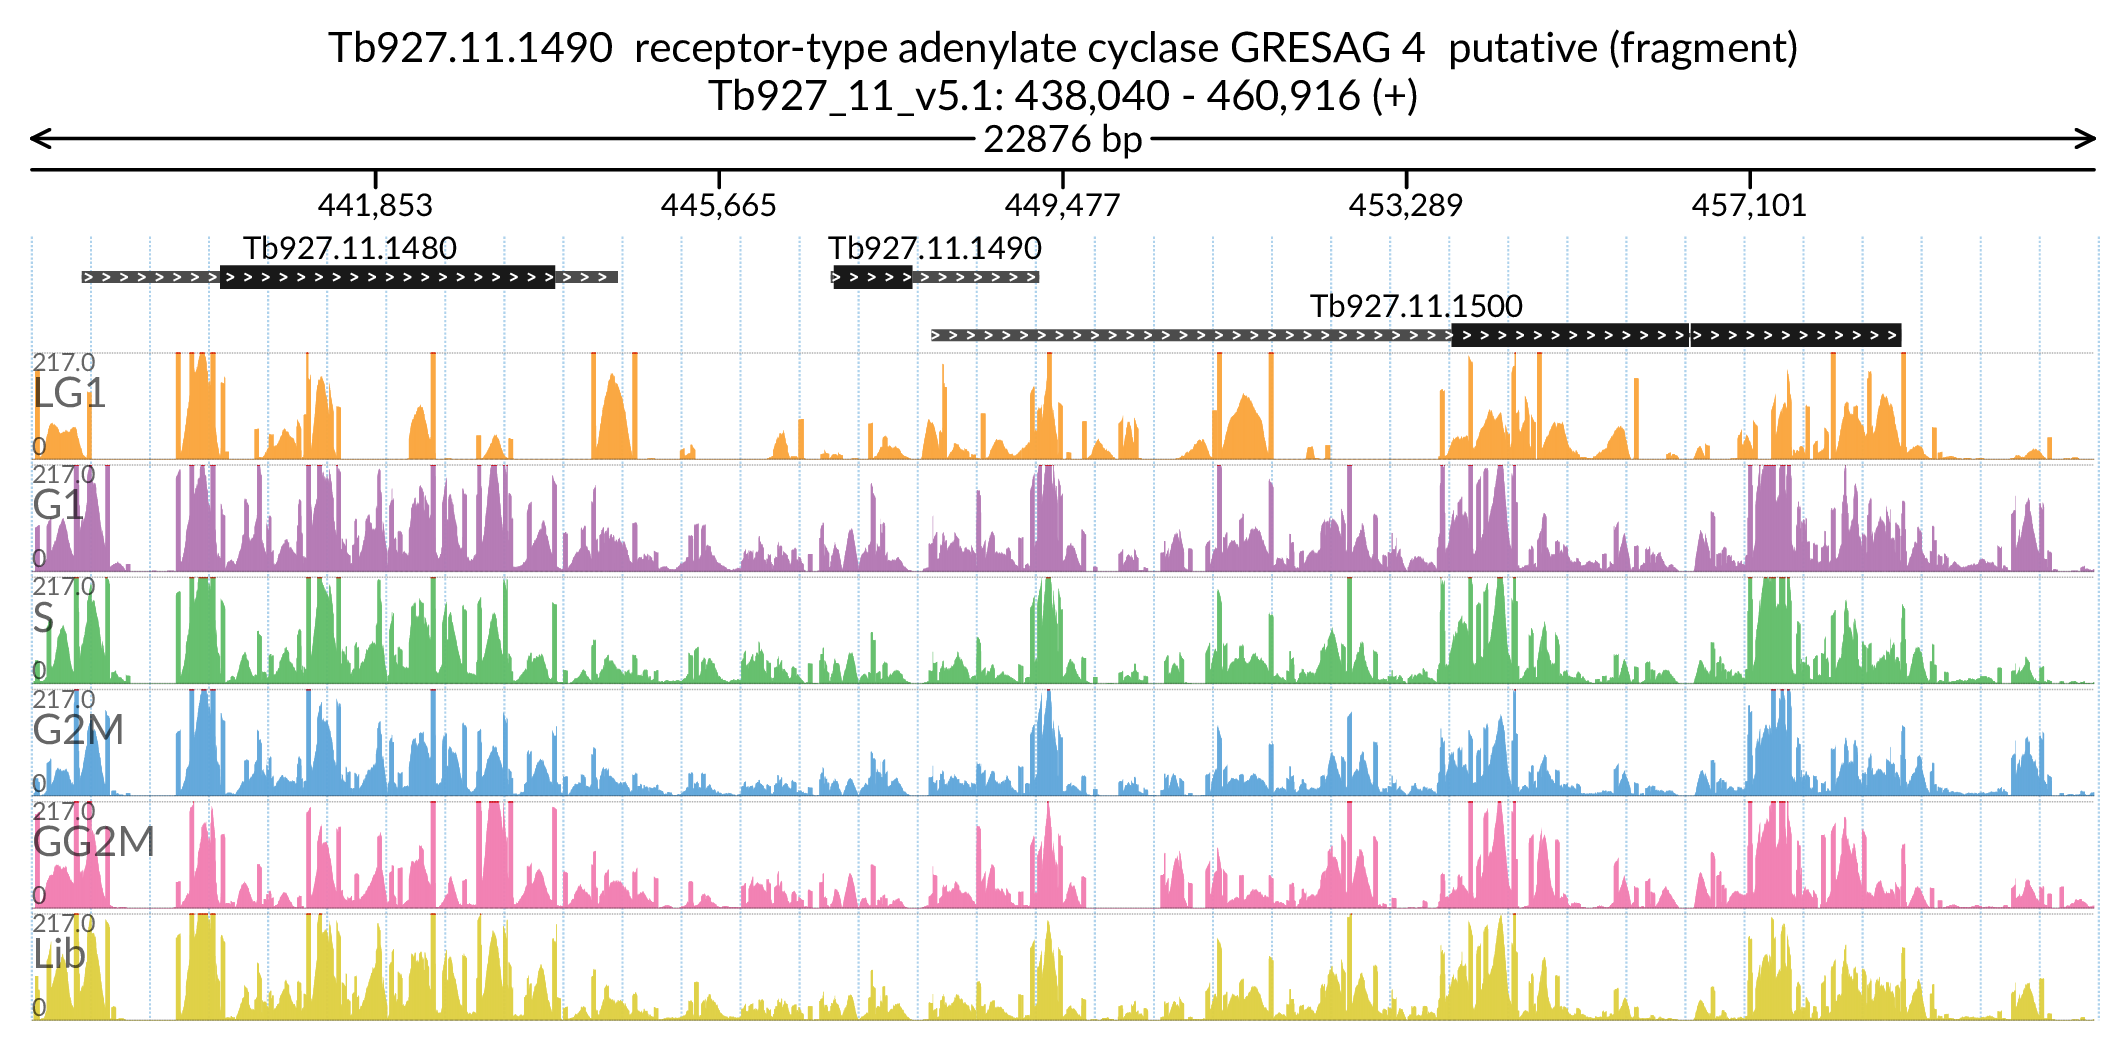 Tb927.11.1490  receptor-type adenylate cyclase GRESAG 4  putative (fragment)
Tb927_11_v5.1: 438,040 - 460,916 (+)
22876 bp
441,853 445,665 449,477 453,289 457,101
Tb927.11.1480 Tb927.11.1490
Tb927.11.1500
217.0
LG1
0
217.0
G1
0
217.0
S
0
217.0
G2M
0
217.0
GG2M
0
217.0
Lib
0